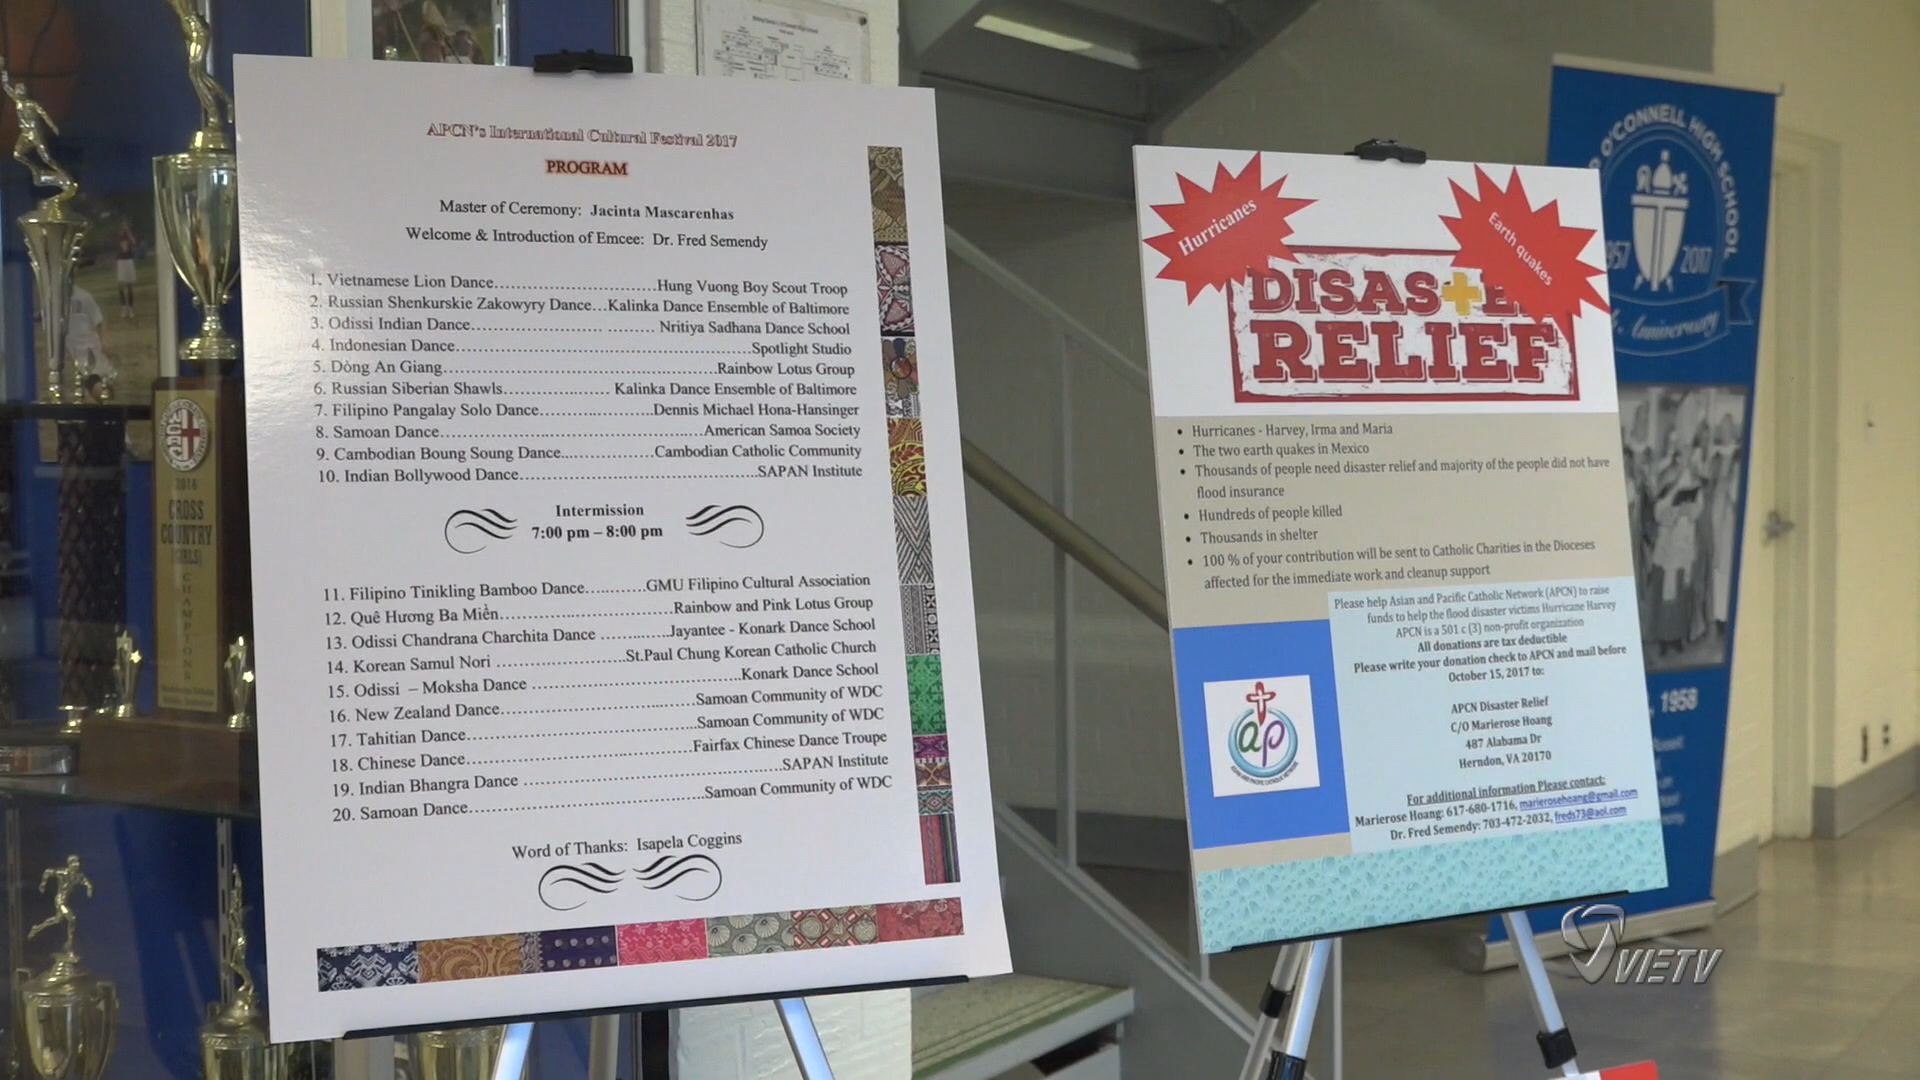 APCN's International Cultural Festival 2017
PROGRAM
Master of Ceremony: Jacinta Mascarenhas
Welcome & Introduction of Emcee: Dr. Fred Semendy
1. Vietnamese Lion Dance..............................Hung Vuong Boy Scout Troop
2. Russian Shenkurskie Zakowyry Dance...Kalinka Dance Ensemble of Baltimore
3. Odissi Indian Dance........................ ......... Nritiya Sadhana Dance School
4. Indonesian Dance.......................................................Spotlight Studio
5. Dòng An Giang...................................................Rainbow Lotus Group
6. Russian Siberian Shawls..................... Kalinka Dance Ensemble of Baltimore
7. Filipino Pangalay Solo Dance.....................Dennis Michael Hona-Hansinger
8. Samoan Dance.................................................American Samoa Society
9. Cambodian Boung Soung Dance.................Cambodian Catholic Community
10. Indian Bollywood Dance.............................................SAPAN Institute
Intermission
7:00 pm – 8:00 pm
11. Filipino Tinikling Bamboo Dance............GMU Filipino Cultural Association
12. Quê Hương Ba Miền.................................Rainbow and Pink Lotus Group
13. Odissi Chandrana Charchita Dance .............Jayantee - Konark Dance School
14. Korean Samul Nori .........................St.Paul Chung Korean Catholic Church
15. Odissi – Moksha Dance .......................................Konark Dance School
16. New Zealand Dance.....................................Samoan Community of WDC
17. Tahitian Dance...........................................Samoan Community of WDC
18. Chinese Dance...........................................Fairfax Chinese Dance Troupe
19. Indian Bhangra Dance .................................................SAPAN Institute
20. Samoan Dance............................................Samoan Community of WDC
Word of Thanks: Isapela Coggins
Hurricanes
Earth quakes
DISASTER
RELIEF
• Hurricanes - Harvey, Irma and Maria
• The two earth quakes in Mexico
• Thousands of people need disaster relief and majority of the people did not have
flood insurance
• Hundreds of people killed
• Thousands in shelter
• 100 % of your contribution will be sent to Catholic Charities in the Dioceses
affected for the immediate work and cleanup support
Please help Asian and Pacific Catholic Network (APCN) to raise
funds to help the flood disaster victims Hurricane Harvey
APCN is a 501 c (3) non-profit organization
All donations are tax deductible
Please write your donation check to APCN and mail before
October 15, 2017 to:
APCN Disaster Relief
C/O Marierose Hoang
487 Alabama Dr
Herndon, VA 20170
For additional information Please contact:
Marierose Hoang: 617-680-1716, marierosehoang@gmail.com
Dr. Fred Semendy: 703-472-2032, freds73@aol.com
ap
ASIAN AND PACIFIC CATHOLIC NETWORK
O'CONNELL HIGH SCHOOL
957 2017
Anniversary
1958
2016
CROSS
COUNTRY
(GIRLS)
CHAMPIONS
VIETV